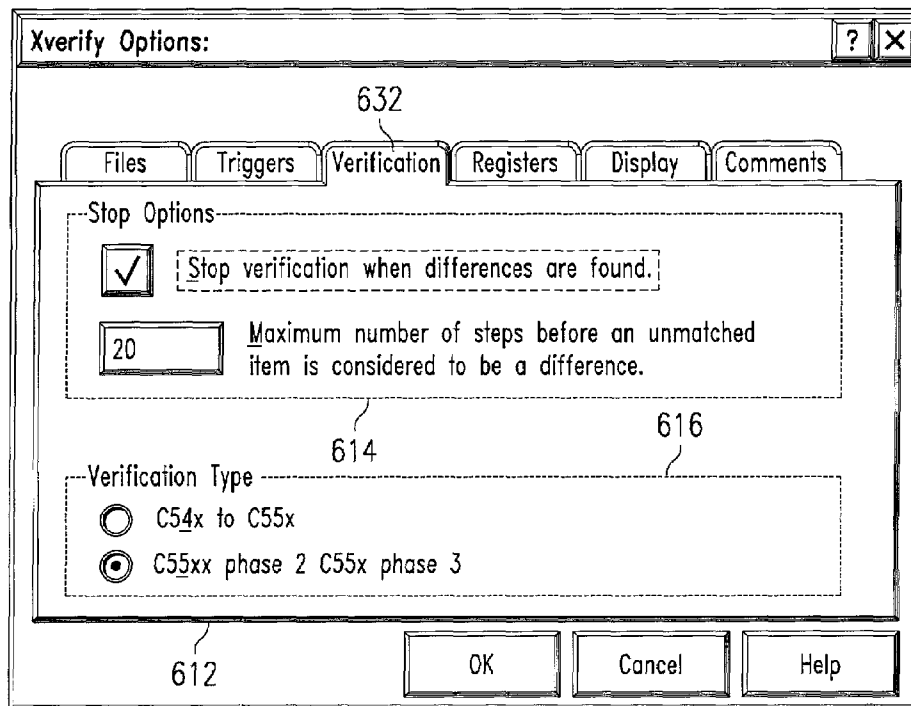 Xverify Options:
? X
632
Files Triggers Verification Registers Display Comments
Stop Options
Stop verification when differences are found.
20
Maximum number of steps before an unmatched
item is considered to be a difference.
614
616
Verification Type
C54x to C55x
C55xx phase 2 C55x phase 3
612
OK Cancel Help